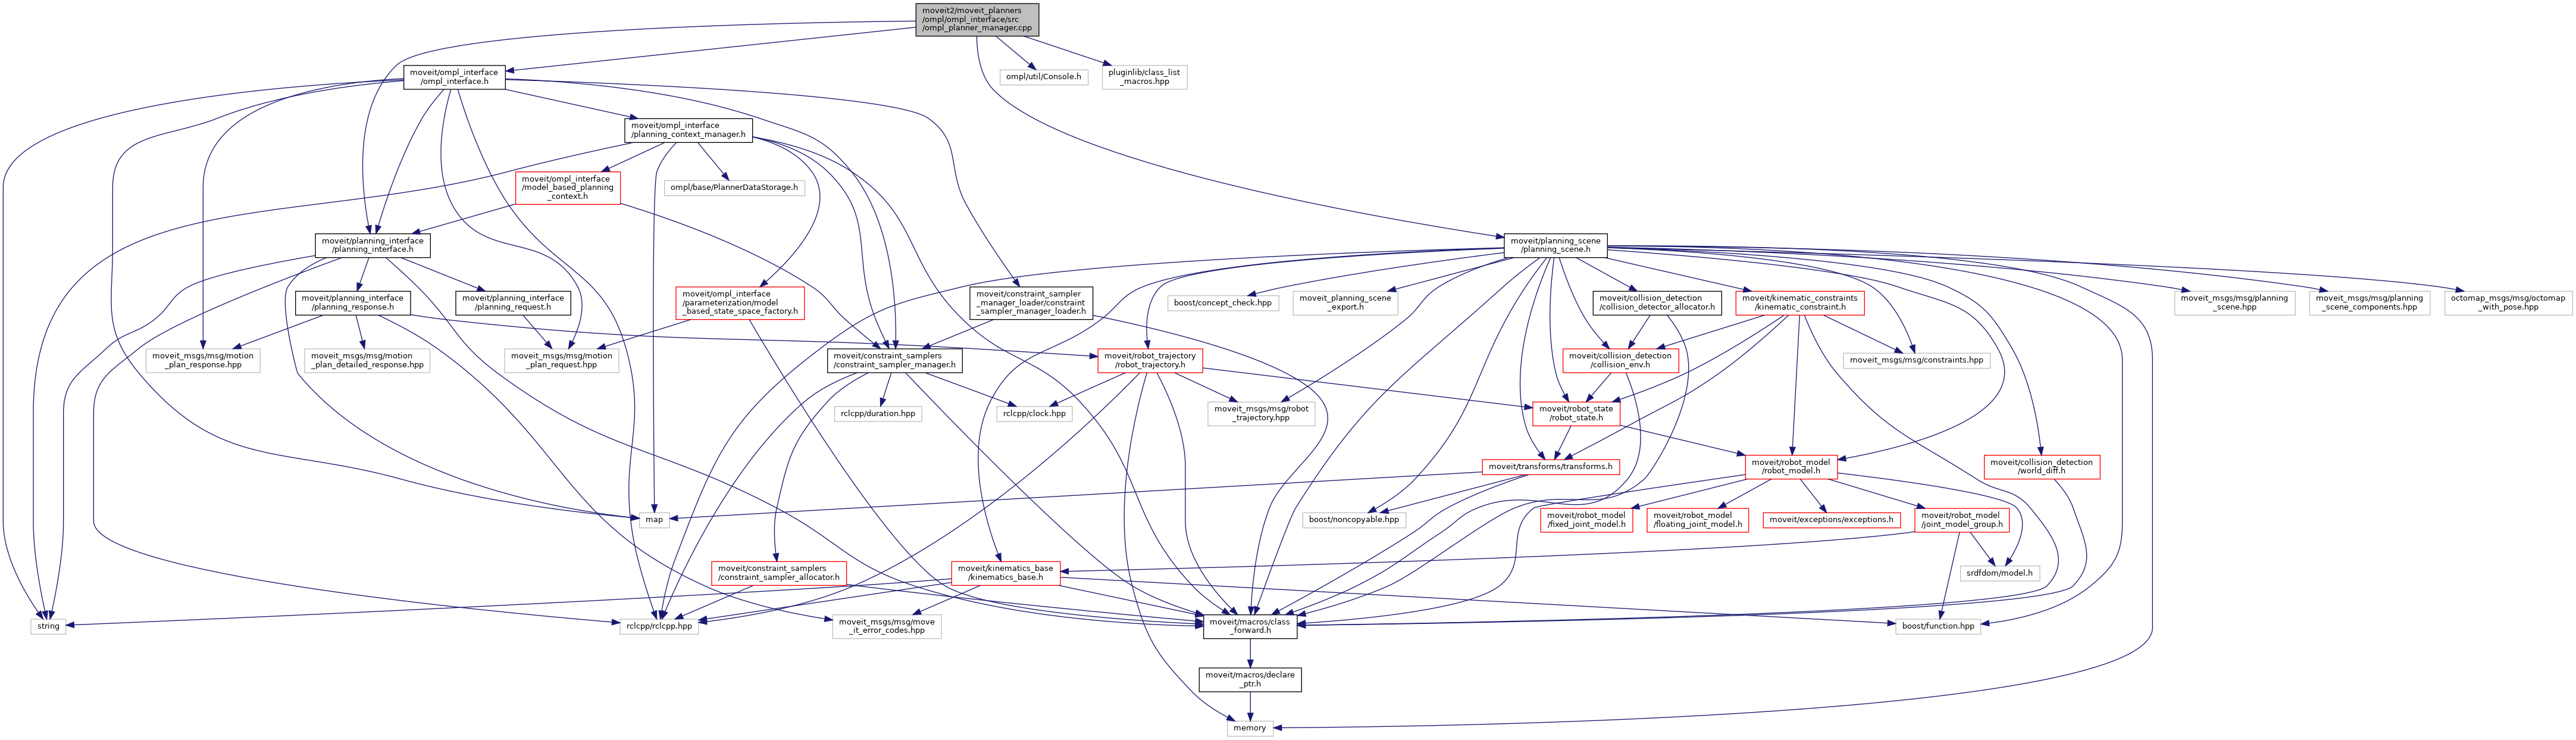 moveit2/moveit_planners
/ompl/ompl_interface/src
/ompl_planner_manager.cpp
moveit/ompl_interface
/ompl_interface.h
ompl/util/Console.h
pluginlib/class_list
_macros.hpp
moveit/ompl_interface
/planning_context_manager.h
moveit/ompl_interface
/model_based_planning
_context.h
ompl/base/PlannerDataStorage.h
moveit/planning_interface
/planning_interface.h
moveit/planning_scene
/planning_scene.h
moveit/planning_interface
/planning_response.h
moveit/planning_interface
/planning_request.h
moveit/ompl_interface
/parameterization/model
_based_state_space_factory.h
moveit/constraint_sampler
_manager_loader/constraint
_sampler_manager_loader.h
boost/concept_check.hpp
moveit_planning_scene
_export.h
moveit/collision_detection
/collision_detector_allocator.h
moveit/kinematic_constraints
/kinematic_constraint.h
moveit_msgs/msg/planning
_scene.hpp
moveit_msgs/msg/planning
_scene_components.hpp
octomap_msgs/msg/octomap
_with_pose.hpp
moveit_msgs/msg/motion
_plan_response.hpp
moveit_msgs/msg/motion
_plan_detailed_response.hpp
moveit_msgs/msg/motion
_plan_request.hpp
moveit/constraint_samplers
/constraint_sampler_manager.h
moveit/robot_trajectory
/robot_trajectory.h
moveit/collision_detection
/collision_env.h
moveit_msgs/msg/constraints.hpp
rclcpp/duration.hpp
rclcpp/clock.hpp
moveit_msgs/msg/robot
_trajectory.hpp
moveit/robot_state
/robot_state.h
moveit/transforms/transforms.h
moveit/robot_model
/robot_model.h
moveit/collision_detection
/world_diff.h
map
boost/noncopyable.hpp
moveit/robot_model
/fixed_joint_model.h
moveit/robot_model
/floating_joint_model.h
moveit/exceptions/exceptions.h
moveit/robot_model
/joint_model_group.h
moveit/constraint_samplers
/constraint_sampler_allocator.h
moveit/kinematics_base
/kinematics_base.h
srdfdom/model.h
string
rclcpp/rclcpp.hpp
moveit_msgs/msg/move
_it_error_codes.hpp
moveit/macros/class
_forward.h
boost/function.hpp
moveit/macros/declare
_ptr.h
memory